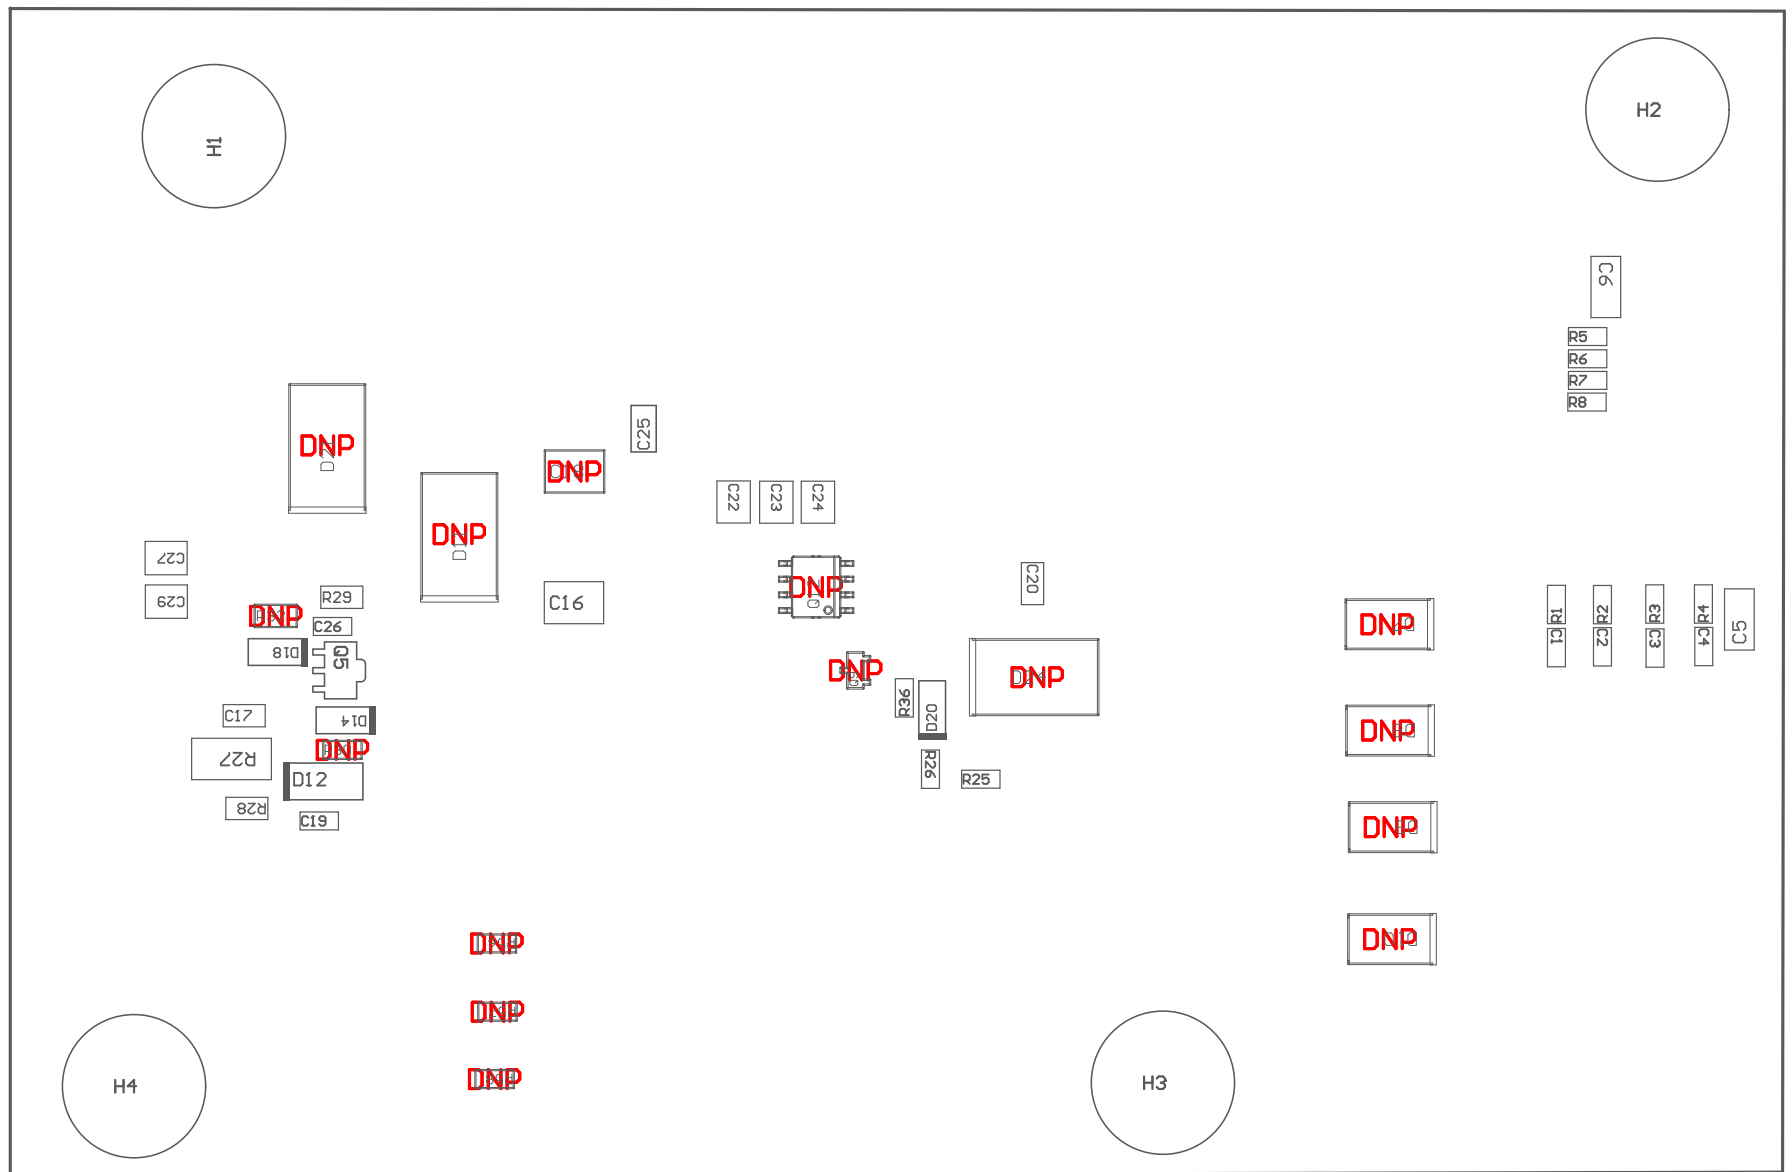 H1
H2
C6
R5
R6
R7
R8
C25
DNP
DNP
C22
C23
C24
DNP
C27
C29
R29
DNP
C26
D18
Q5
C16
DNP
C20
DNP
R36
D20
DNP
DNP
R1
R2
R3
R4
C5
C1
C2
C3
C4
C17
D14
DNP
R27
D12
R28
C19
R26
R25
DNP
DNP
DNP
DNP
DNP
DNP
H4
H3